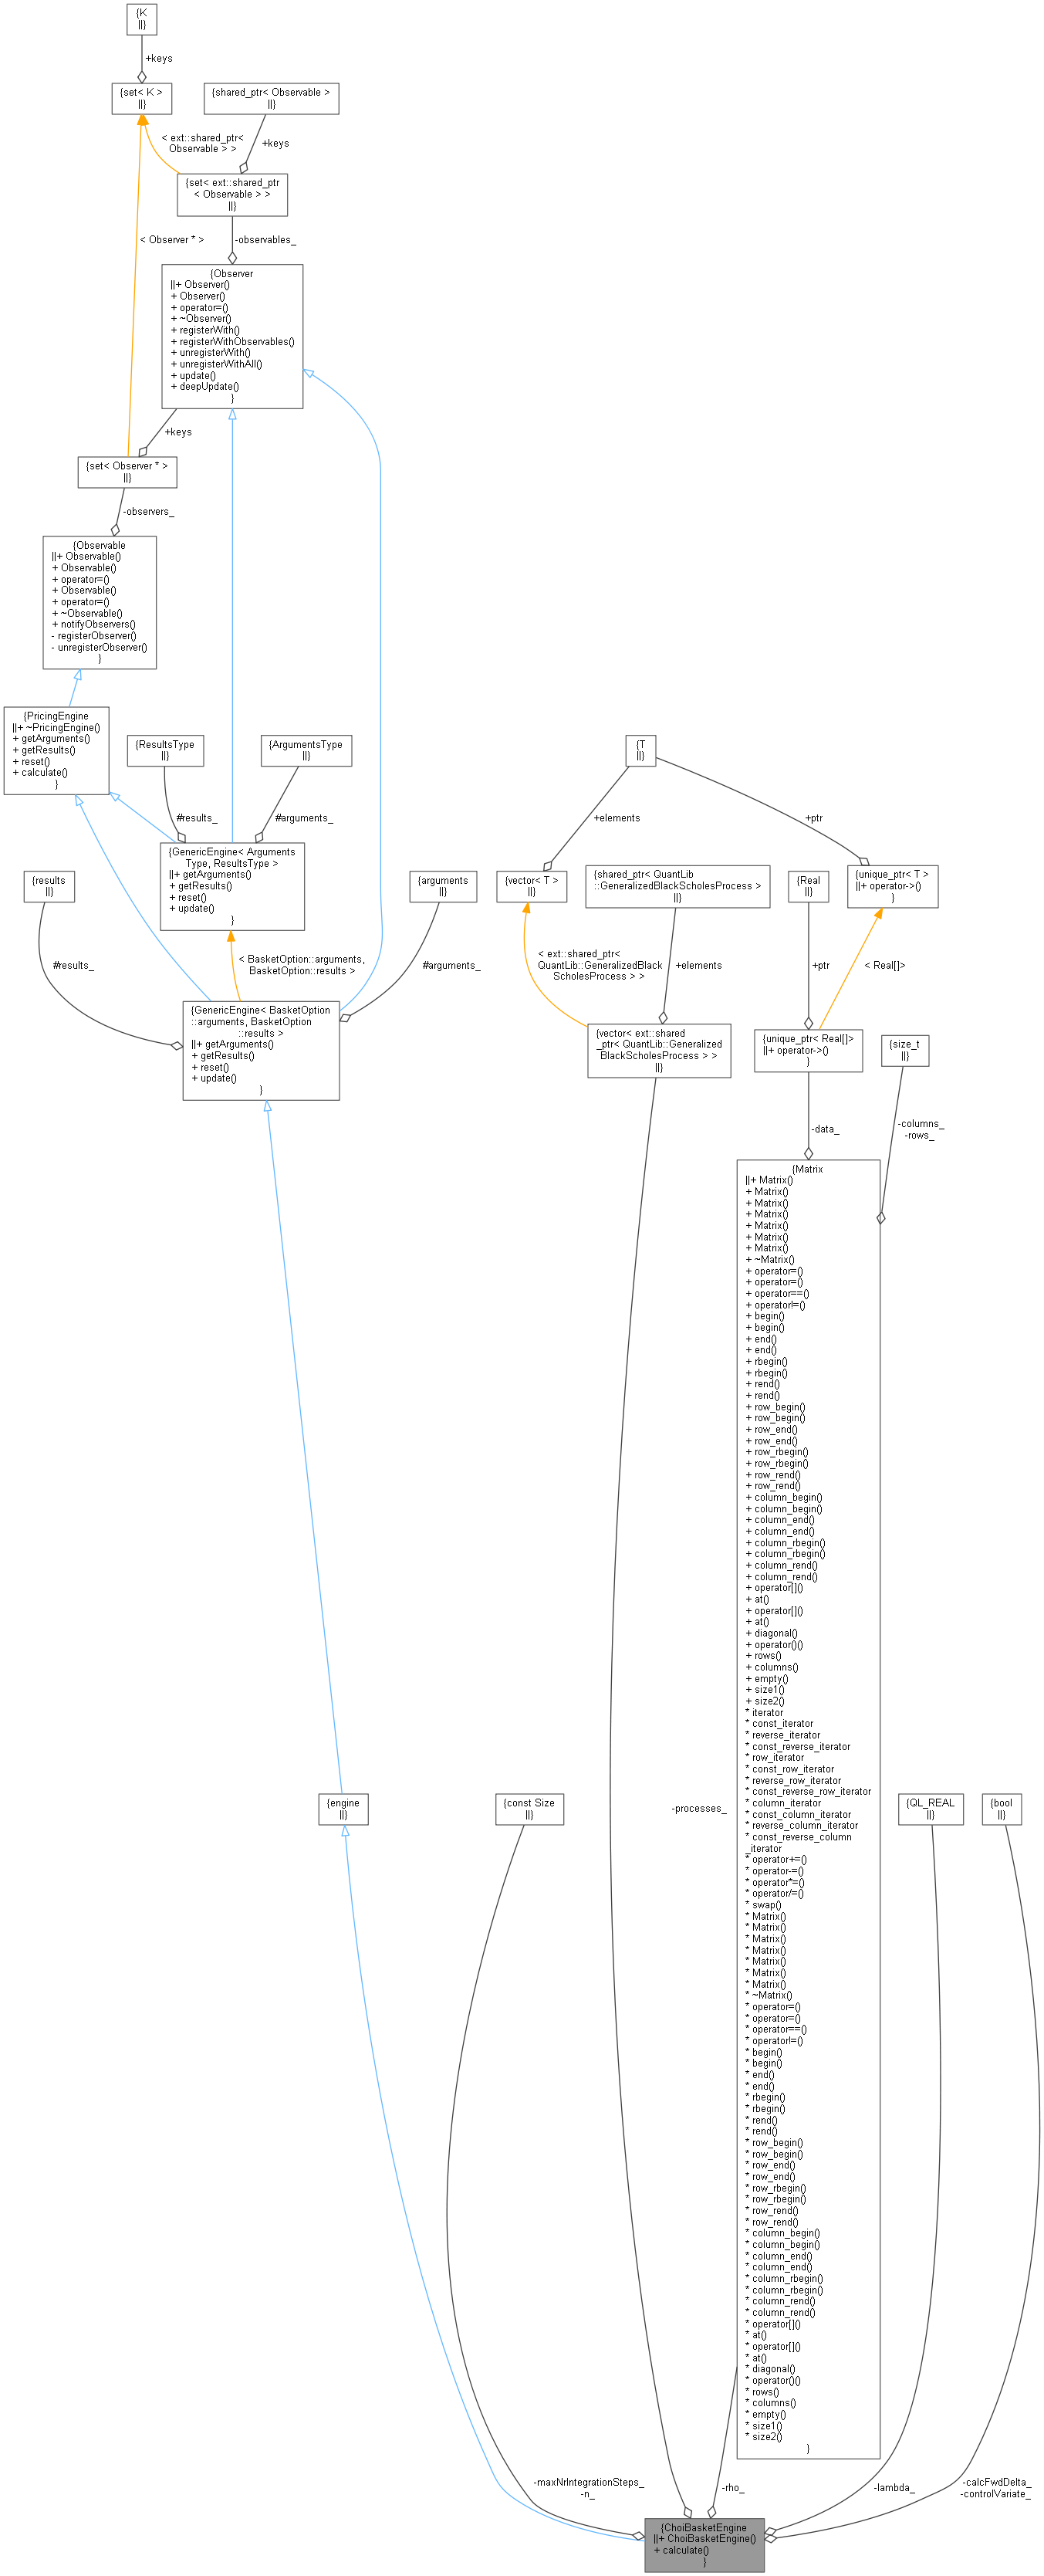 {K
||}
+keys
{set< K >
||}
{shared_ptr< Observable >
||}
< ext::shared_ptr<
Observable > >
+keys
{set< ext::shared_ptr
< Observable > >
||}
< Observer * >
-observables_
{Observer
||+ Observer()
+ Observer()
+ operator=()
+ ~Observer()
+ registerWith()
+ registerWithObservables()
+ unregisterWith()
+ unregisterWithAll()
+ update()
+ deepUpdate()
}
+keys
{set< Observer * >
||}
-observers_
{Observable
||+ Observable()
+ Observable()
+ operator=()
+ Observable()
+ operator=()
+ ~Observable()
+ notifyObservers()
- registerObserver()
- unregisterObserver()
}
{PricingEngine
||+ ~PricingEngine()
+ getArguments()
+ getResults()
+ reset()
+ calculate()
}
{ResultsType
||}
{ArgumentsType
||}
{T
||}
#results_
#arguments_
+elements
+ptr
{GenericEngine< Arguments
Type, ResultsType >
||+ getArguments()
+ getResults()
+ reset()
+ update()
}
{results
||}
{arguments
||}
{vector< T >
||}
{shared_ptr< QuantLib
::GeneralizedBlackScholesProcess >
||}
{Real
||}
{unique_ptr< T >
||+ operator->()
}
#results_
< BasketOption::arguments,
BasketOption::results >
#arguments_
< ext::shared_ptr<
QuantLib::GeneralizedBlack
ScholesProcess > >
+elements
+ptr
< Real[]>
{GenericEngine< BasketOption
::arguments, BasketOption
::results >
||+ getArguments()
+ getResults()
+ reset()
+ update()
}
{vector< ext::shared
_ptr< QuantLib::Generalized
BlackScholesProcess > >
||}
{unique_ptr< Real[]>
||+ operator->()
}
{size_t
||}
-data_
-columns_
-rows_
{Matrix
||+ Matrix()
+ Matrix()
+ Matrix()
+ Matrix()
+ Matrix()
+ Matrix()
+ Matrix()
+ ~Matrix()
+ operator=()
+ operator=()
+ operator==()
+ operator!=()
+ begin()
+ begin()
+ end()
+ end()
+ rbegin()
+ rbegin()
+ rend()
+ rend()
+ row_begin()
+ row_begin()
+ row_end()
+ row_end()
+ row_rbegin()
+ row_rbegin()
+ row_rend()
+ row_rend()
+ column_begin()
+ column_begin()
+ column_end()
+ column_end()
+ column_rbegin()
+ column_rbegin()
+ column_rend()
+ column_rend()
+ operator[]()
+ at()
+ operator[]()
+ at()
+ diagonal()
+ operator()()
+ rows()
+ columns()
+ empty()
+ size1()
+ size2()
* iterator
* const_iterator
* reverse_iterator
* const_reverse_iterator
* row_iterator
* const_row_iterator
* reverse_row_iterator
* const_reverse_row_iterator
* column_iterator
* const_column_iterator
* reverse_column_iterator
* const_reverse_column
_iterator
* operator+=()
* operator-=()
* operator*=()
* operator/=()
* swap()
* Matrix()
* Matrix()
* Matrix()
* Matrix()
* Matrix()
* Matrix()
* Matrix()
* ~Matrix()
* operator=()
* operator=()
* operator==()
* operator!=()
* begin()
* begin()
* end()
* end()
* rbegin()
* rbegin()
* rend()
* rend()
* row_begin()
* row_begin()
* row_end()
* row_end()
* row_rbegin()
* row_rbegin()
* row_rend()
* row_rend()
* column_begin()
* column_begin()
* column_end()
* column_end()
* column_rbegin()
* column_rbegin()
* column_rend()
* column_rend()
* operator[]()
* at()
* operator[]()
* at()
* diagonal()
* operator()()
* rows()
* columns()
* empty()
* size1()
* size2()
}
{engine
||}
{const Size
||}
-processes_
{QL_REAL
||}
{bool
||}
-maxNrIntegrationSteps_
-n_
-rho_
-lambda_
-calcFwdDelta_
-controlVariate_
{ChoiBasketEngine
||+ ChoiBasketEngine()
+ calculate()
}